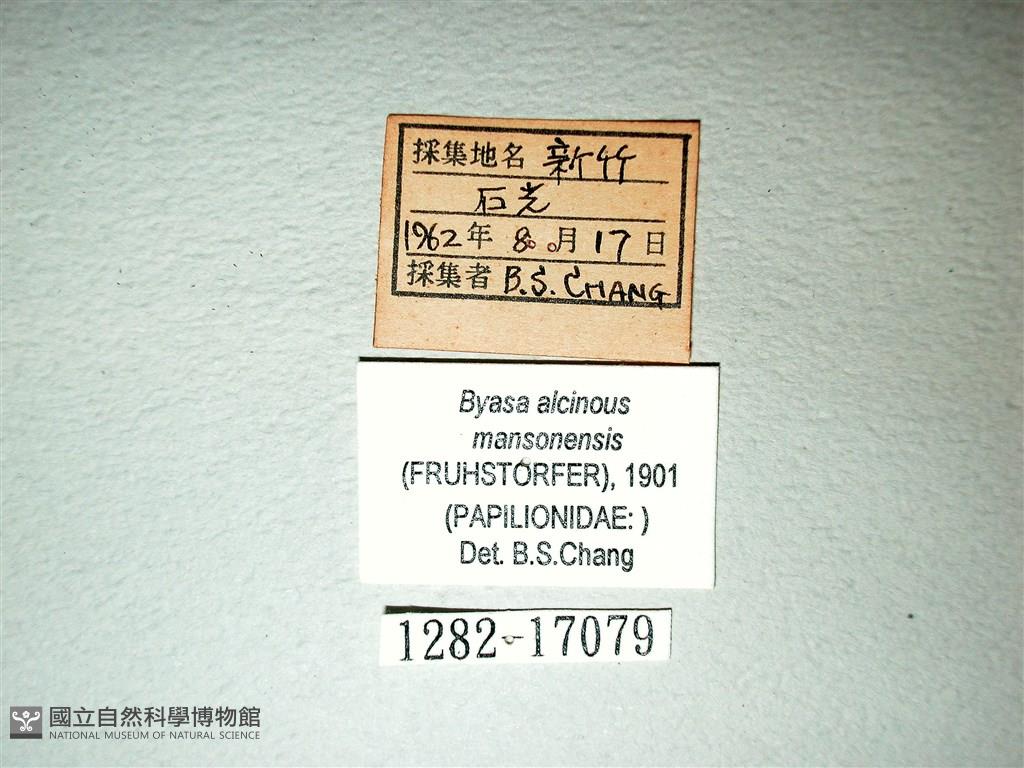 採集地名 新竹
石光
1962年 8 月 17 日
採集者 B.S. CHANG
Byasa alcinous
mansonensis
(FRUHSTORFER), 1901
(PAPILIONIDAE: )
Det. B.S.Chang
1282-17079
國立自然科學博物館
NATIONAL MUSEUM OF NATURAL SCIENCE